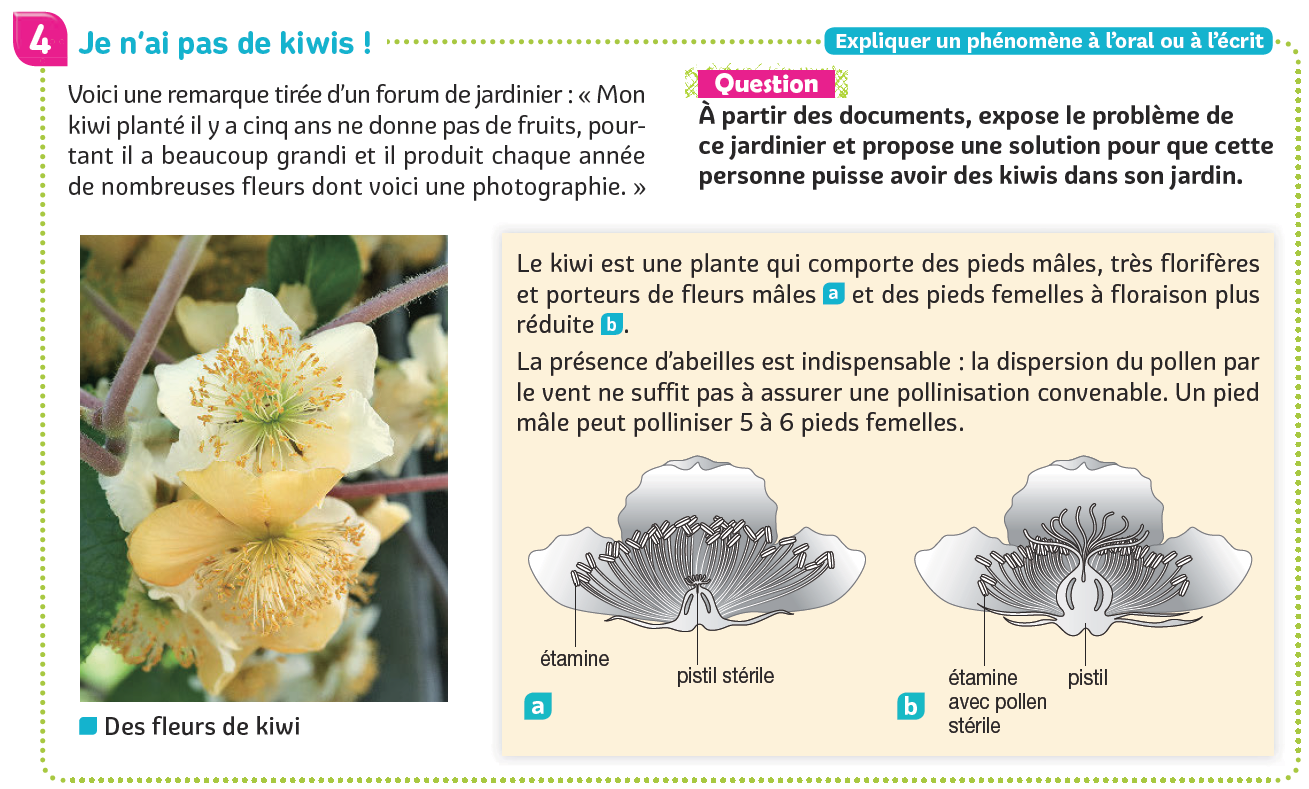 4
Je n'ai pas de kiwis !
Expliquer un phénomène à l'oral ou à l'écrit
Voici une remarque tirée d'un forum de jardinier : « Mon
kiwi planté il y a cinq ans ne donne pas de fruits, pour-
tant il a beaucoup grandi et il produit chaque année
de nombreuses fleurs dont voici une photographie. »
Question
À partir des documents, expose le problème de
ce jardinier et propose une solution pour que cette
personne puisse avoir des kiwis dans son jardin.
Des fleurs de kiwi
Le kiwi est une plante qui comporte des pieds mâles, très florifères
et porteurs de fleurs mâles a et des pieds femelles à floraison plus
réduite b.
La présence d'abeilles est indispensable : la dispersion du pollen par
le vent ne suffit pas à assurer une pollinisation convenable. Un pied
mâle peut polliniser 5 à 6 pieds femelles.
étamine
pistil stérile
a
étamine
avec pollen
stérile
pistil
b